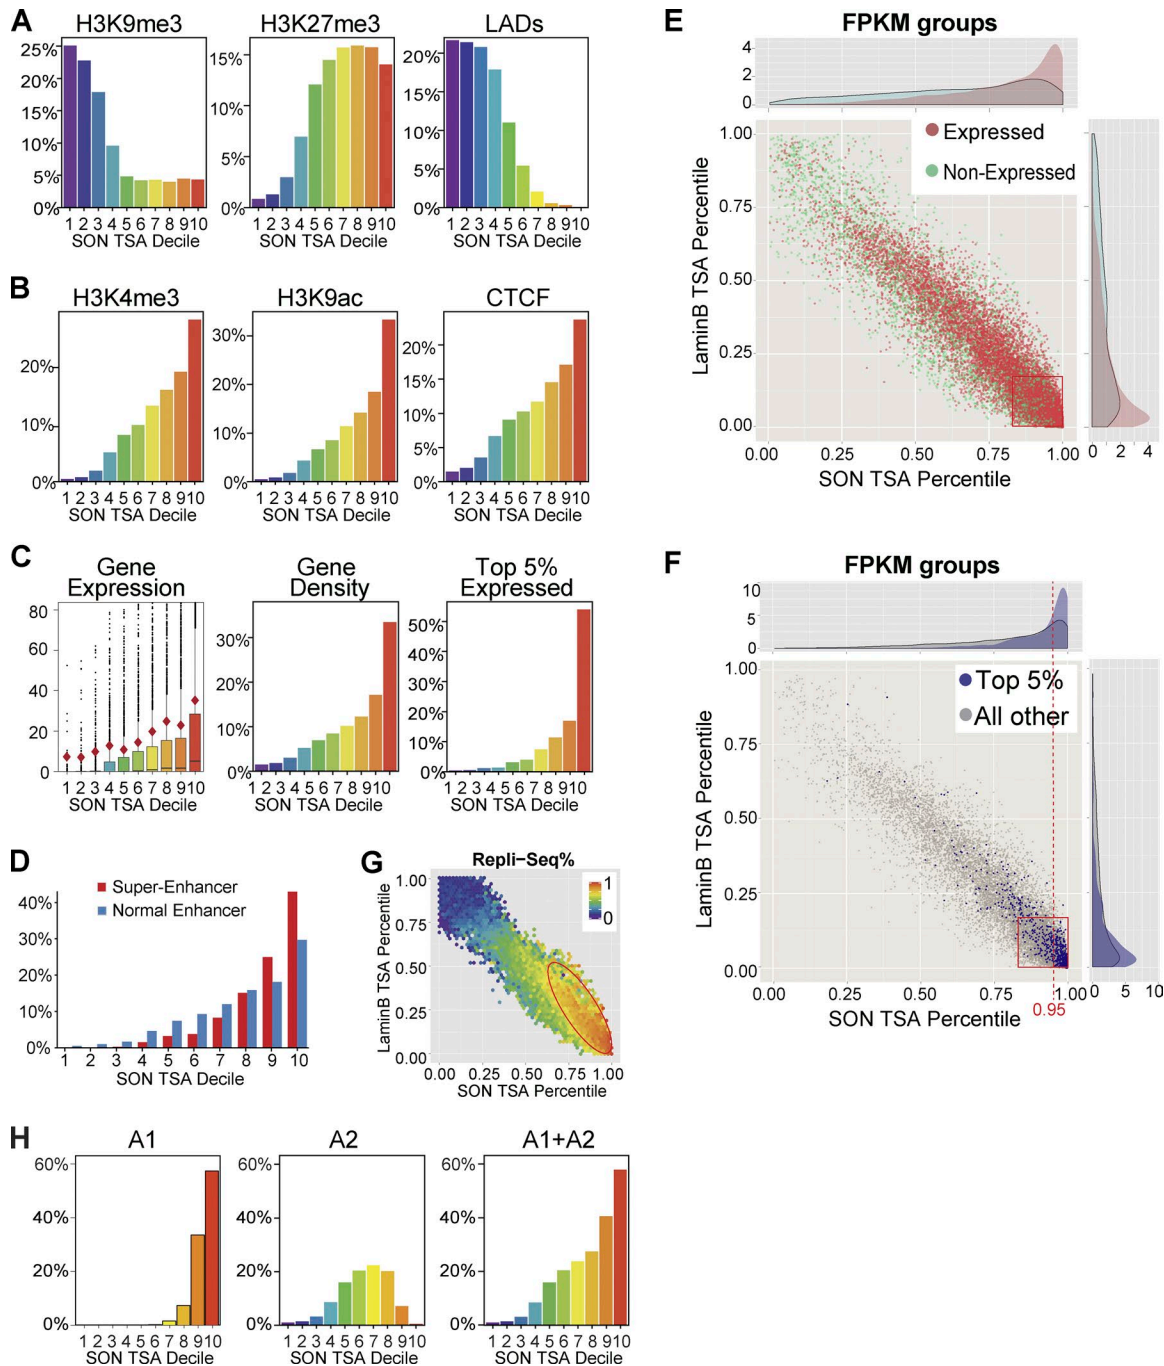 A
H3K9me3
H3K27me3
LADs
25%
20%
15%
10%
5%
0%
1 2 3 4 5 6 7 8 9 10
SON TSA Decile
15%
10%
5%
0%
1 2 3 4 5 6 7 8 9 10
SON TSA Decile
20%
15%
10%
5%
0%
1 2 3 4 5 6 7 8 9 10
SON TSA Decile
B
H3K4me3
H3K9ac
CTCF
20%
10%
0%
1 2 3 4 5 6 7 8 9 10
SON TSA Decile
30%
20%
10%
0%
1 2 3 4 5 6 7 8 9 10
SON TSA Decile
20%
15%
10%
5%
0%
1 2 3 4 5 6 7 8 9 10
SON TSA Decile
C
Gene
Expression
80
60
40
20
0
1 2 3 4 5 6 7 8 9 10
SON TSA Decile
Gene
Density
30%
20%
10%
0%
1 2 3 4 5 6 7 8 9 10
SON TSA Decile
Top 5%
Expressed
50%
40%
30%
20%
10%
0%
1 2 3 4 5 6 7 8 9 10
SON TSA Decile
D
Super-Enhancer
Normal Enhancer
40%
30%
20%
10%
0%
1 2 3 4 5 6 7 8 9 10
SON TSA Decile
G
Repli-Seq%
1
0
LaminB TSA Percentile
1.00
0.75
0.50
0.25
0.00
0.00 0.25 0.50 0.75 1.00
SON TSA Percentile
H
A1
A2
A1+A2
60%
40%
20%
0%
1 2 3 4 5 6 7 8 9 10
SON TSA Decile
60%
40%
20%
0%
1 2 3 4 5 6 7 8 9 10
SON TSA Decile
60%
40%
20%
0%
1 2 3 4 5 6 7 8 9 10
SON TSA Decile
E
FPKM groups
4
2
0
Expressed
Non-Expressed
LaminB TSA Percentile
1.00
0.75
0.50
0.25
0.00
0.00 0.25 0.50 0.75 1.00
SON TSA Percentile
0 2 4
F
FPKM groups
10
5
0
Top 5%
All other
LaminB TSA Percentile
1.00
0.75
0.50
0.25
0.00
0.00 0.25 0.50 0.75 1.00
0.95
SON TSA Percentile
0 5 10